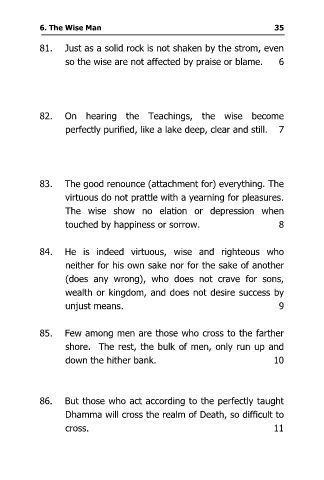 6. The Wise Man 35
81. Just as a solid rock is not shaken by the strom, even
so the wise are not affected by praise or blame. 6
82. On hearing the Teachings, the wise become
perfectly purified, like a lake deep, clear and still. 7
83. The good renounce (attachment for) everything. The
virtuous do not prattle with a yearning for pleasures.
The wise show no elation or depression when
touched by happiness or sorrow. 8
84. He is indeed virtuous, wise and righteous who
neither for his own sake nor for the sake of another
(does any wrong), who does not crave for sons,
wealth or kingdom, and does not desire success by
unjust means. 9
85. Few among men are those who cross to the farther
shore. The rest, the bulk of men, only run up and
down the hither bank. 10
86. But those who act according to the perfectly taught
Dhamma will cross the realm of Death, so difficult to
cross. 11